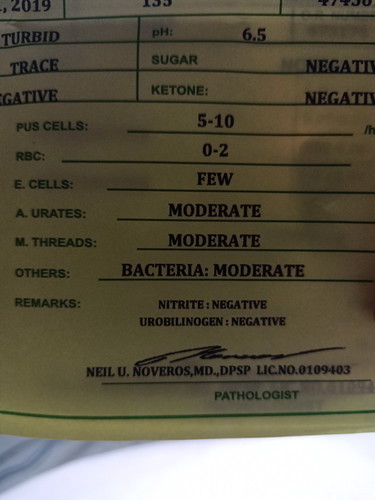 , 2019 135
TURBID pH: 6.5
TRACE SUGAR NEGATIV
GATIVE KETONE: NEGATIV
PUS CELLS: 5-10 /h
RBC: 0-2
E. CELLS: FEW
A. URATES: MODERATE
M. THREADS: MODERATE
OTHERS: BACTERIA: MODERATE
REMARKS: NITRITE : NEGATIVE
UROBILINOGEN : NEGATIVE
NEIL U. NOVEROS,MD.,DPSP LIC.NO.0109403
PATHOLOGIST